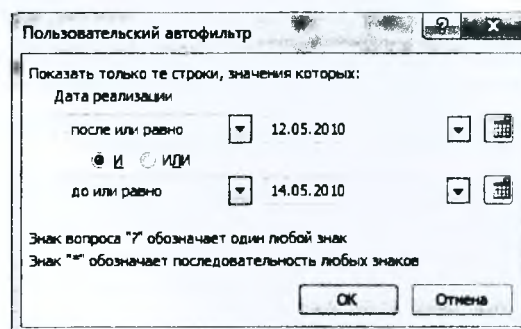 Пользовательский автофильтр
Показать только те строки, значения которых:
Дата реализации
после или равно 12.05.2010
И ИЛИ
до или равно 14.05.2010
Знак вопроса "?" обозначает один любой знак
Знак "*" обозначает последовательность любых знаков
ОК Отмена